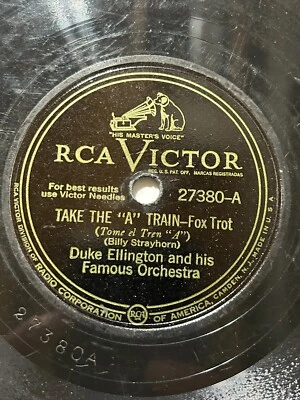 "HIS MASTER'S VOICE"
RCA VICTOR
REG. U.S. PAT. OFF. MARCAS REGISTRADAS
For best results
use Victor Needles
27380-A
TAKE THE "A" TRAIN—Fox Trot
(Tome el Tren "A")
(Billy Strayhorn)
Duke Ellington and his
Famous Orchestra
RCA VICTOR DIVISION OF RADIO CORPORATION RCA OF AMERICA, CAMDEN, N.J. MADE IN U.S.A.
27380A